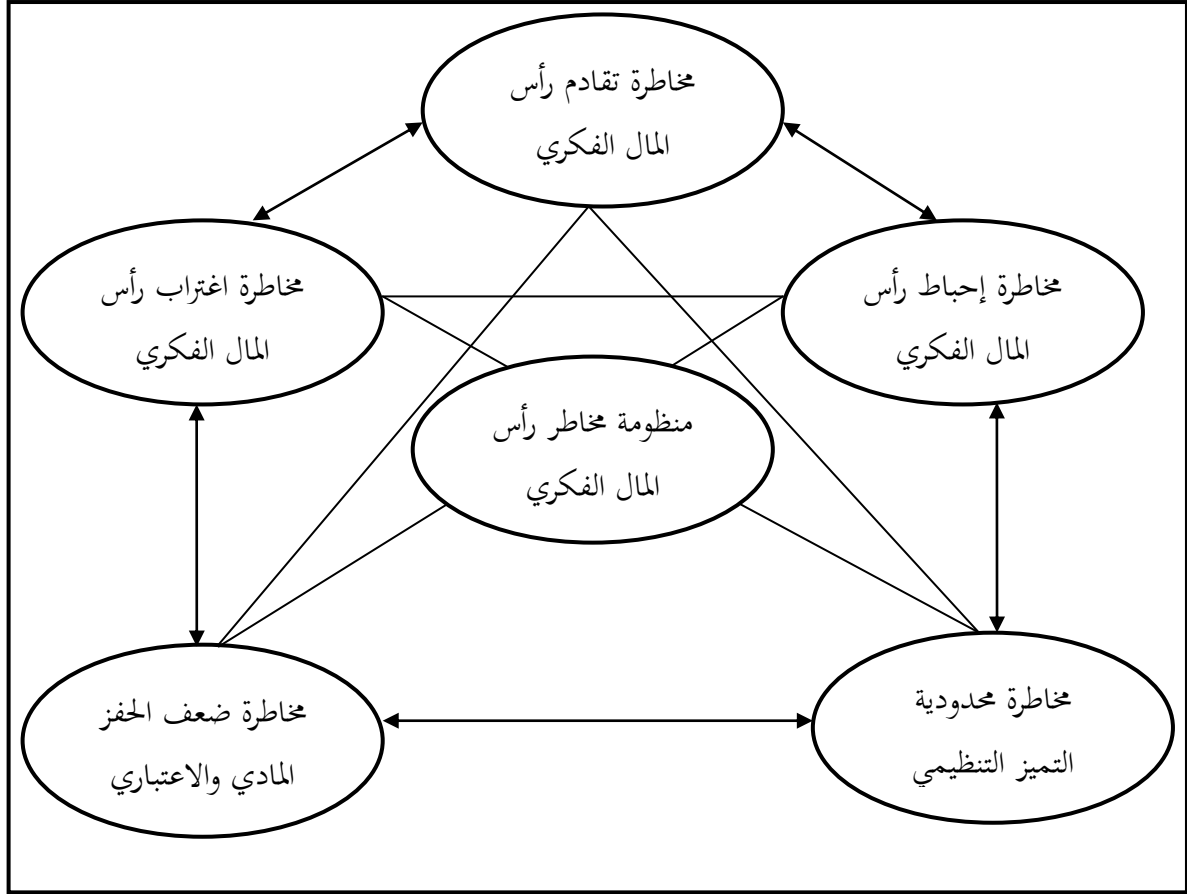 مخاطرة تقادم رأس
المال الفكري
مخاطرة إحباط رأس
المال الفكري
مخاطرة اغتراب رأس
المال الفكري
منظومة مخاطر رأس
المال الفكري
مخاطرة محدودية
التميز التنظيمي
مخاطرة ضعف الحفز
المادي والاعتباري